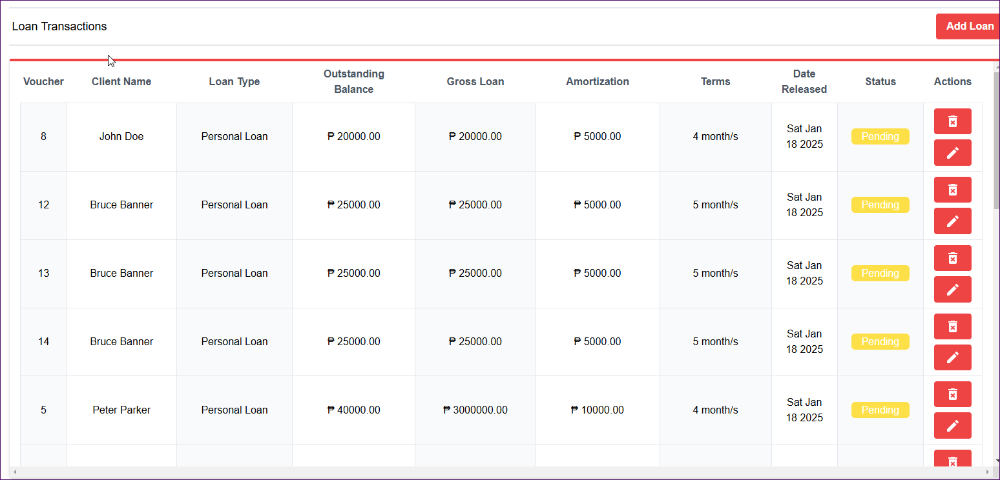 Loan Transactions
Add Loan
Voucher Client Name Loan Type Outstanding Balance Gross Loan Amortization Terms Date Released Status Actions
8 John Doe Personal Loan ₱ 20000.00 ₱ 20000.00 ₱ 5000.00 4 month/s Sat Jan 18 2025 Pending
12 Bruce Banner Personal Loan ₱ 25000.00 ₱ 25000.00 ₱ 5000.00 5 month/s Sat Jan 18 2025 Pending
13 Bruce Banner Personal Loan ₱ 25000.00 ₱ 25000.00 ₱ 5000.00 5 month/s Sat Jan 18 2025 Pending
14 Bruce Banner Personal Loan ₱ 25000.00 ₱ 25000.00 ₱ 5000.00 5 month/s Sat Jan 18 2025 Pending
5 Peter Parker Personal Loan ₱ 40000.00 ₱ 3000000.00 ₱ 10000.00 4 month/s Sat Jan 18 2025 Pending